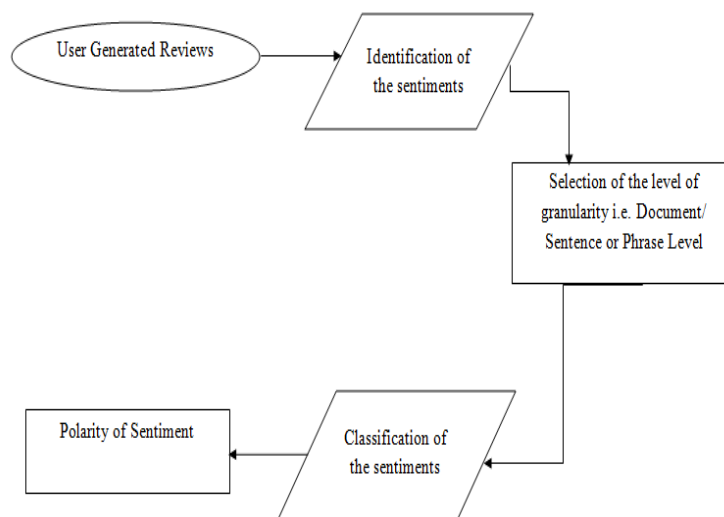 User Generated Reviews
Identification of
the sentiments
Selection of the level of
granularity i.e. Document/
Sentence or Phrase Level
Classification of
the sentiments
Polarity of Sentiment